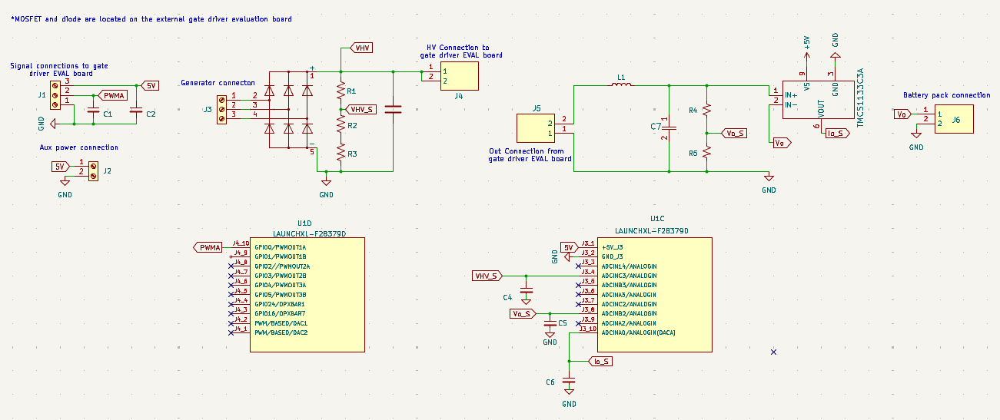 *MOSFET and diode are located on the external gate driver evaluation board
Signal connections to gate
driver EVAL board
J1
3
2
1
5V
PWMA
C1
C2
GND
Aux power connection
5V
1
2
J2
GND
Generator connecton
J3
1
2
3
2
3
4
+
1
−
5
VHV
R1
VHV_S
R2
R3
GND
HV Connection to
gate driver EVAL board
1
2
1
2
J4
J5
2
1
2
1
Out Connection from
gate driver EVAL board
L1
C7
1
2
R4
Vo_S
R5
GND
+5V
GND
9
3
VS
GND
1
2
IN+
IN-
VOUT
6
TMCS1133C3A
Io_S
Vo
Battery pack connection
Vo
1
2
1
2
J6
GND
U1D
LAUNCHXL-F28379D
PWMA
J4_10
GPIO0/PWMOUT1A
J4_9
GPIO1/PWMOUT1B
J4_8
GPIO2//PWMOUT2A
J4_7
GPIO3/PWMOUT2B
J4_6
GPIO4/PWMOUT3A
J4_5
GPIO5/PWMOUT3B
J4_4
GPIO24/OPXBAR1
J4_3
GPIO16/OPXBAR7
J4_2
PWM/BASED/DAC1
J4_1
PWM/BASED/DAC2
U1C
LAUNCHXL-F28379D
5V
J3_1
+5V_J3
GND
J3_2
GND_J3
J3_3
ADCIN14/ANALOGIN
VHV_S
J3_4
ADCINC3/ANALOGIN
J3_5
ADCINB3/ANALOGIN
J3_6
ADCINA3/ANALOGIN
J3_7
ADCINC2/ANALOGIN
Vo_S
J3_8
ADCINB2/ANALOGIN
J3_9
ADCINA2/ANALOGIN
J3_10
ADCINA0/ANALOGIN(DACA)
C4
C5
GND
Io_S
C6
GND